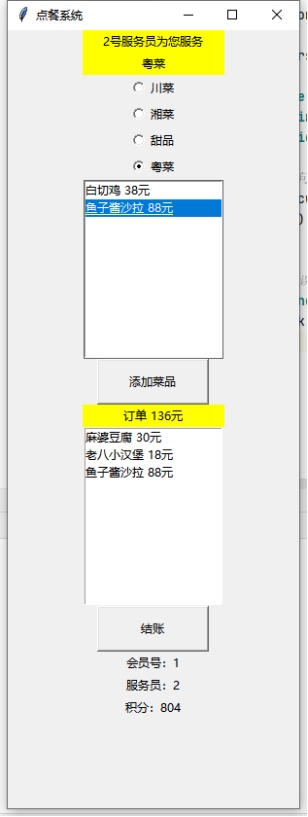 点餐系统
2号服务员为您服务
粤菜
川菜
湘菜
甜品
粤菜
白切鸡 38元
鱼子酱沙拉 88元
添加菜品
订单 136元
麻婆豆腐 30元
老八小汉堡 18元
鱼子酱沙拉 88元
结账
会员号：1
服务员：2
积分：804